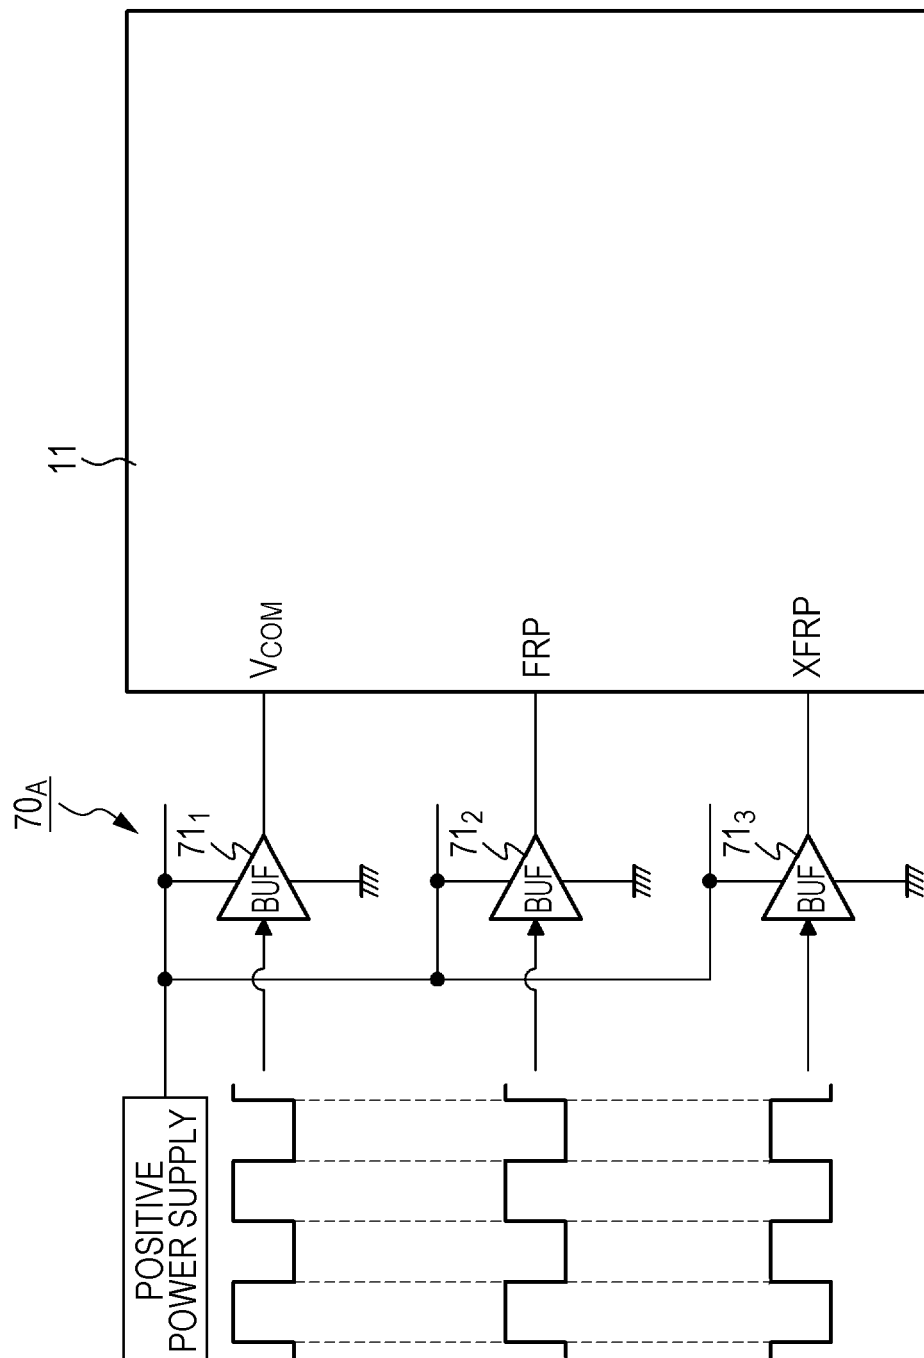 11
VCOM
FRP
XFRP
70A
711
712
713
BUF
BUF
BUF
POSITIVE
POWER SUPPLY